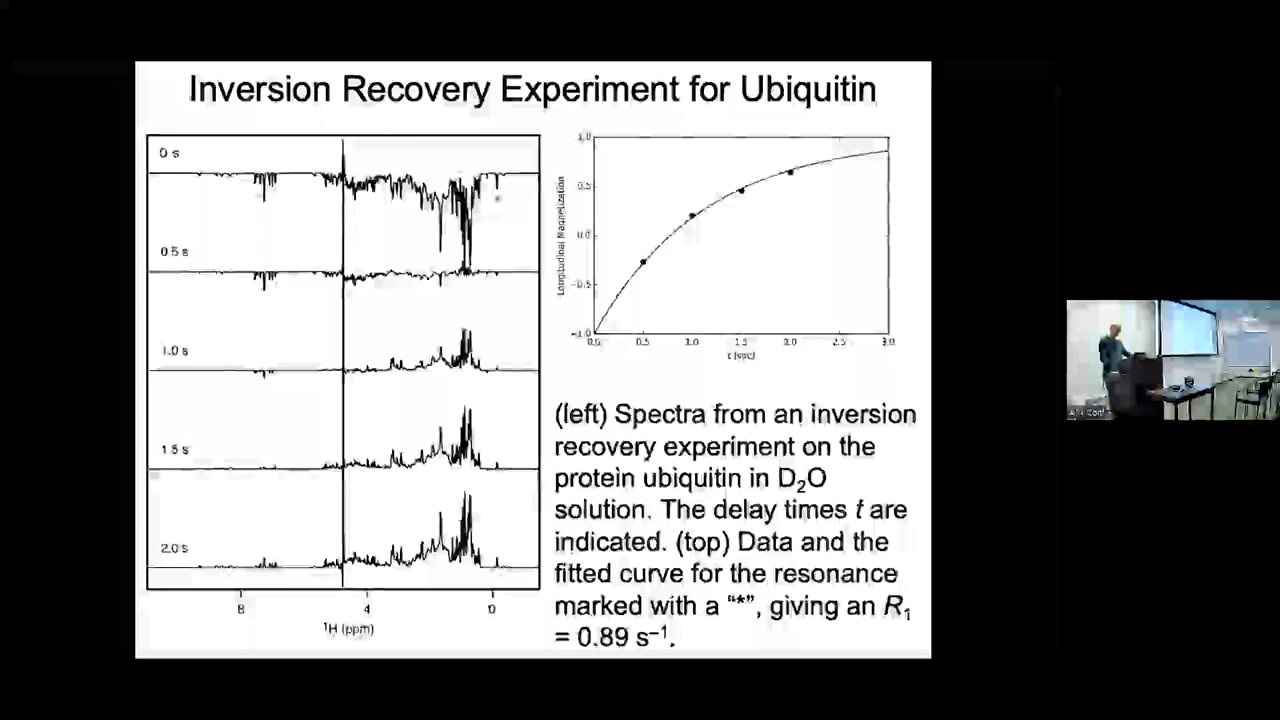 Inversion Recovery Experiment for Ubiquitin
0 s
0.5 s
1.0 s
1.5 s
2.0 s
8 4 0
¹H (ppm)
1.0
0.5
0.0
-0.5
-1.0
Longitudinal Magnetization
0.0 0.5 1.0 1.5 2.0 2.5 3.0
t (sec)
(left) Spectra from an inversion
recovery experiment on the
protein ubiquitin in D₂O
solution. The delay times t are
indicated. (top) Data and the
fitted curve for the resonance
marked with a “*”, giving an R₁
= 0.89 s⁻¹.